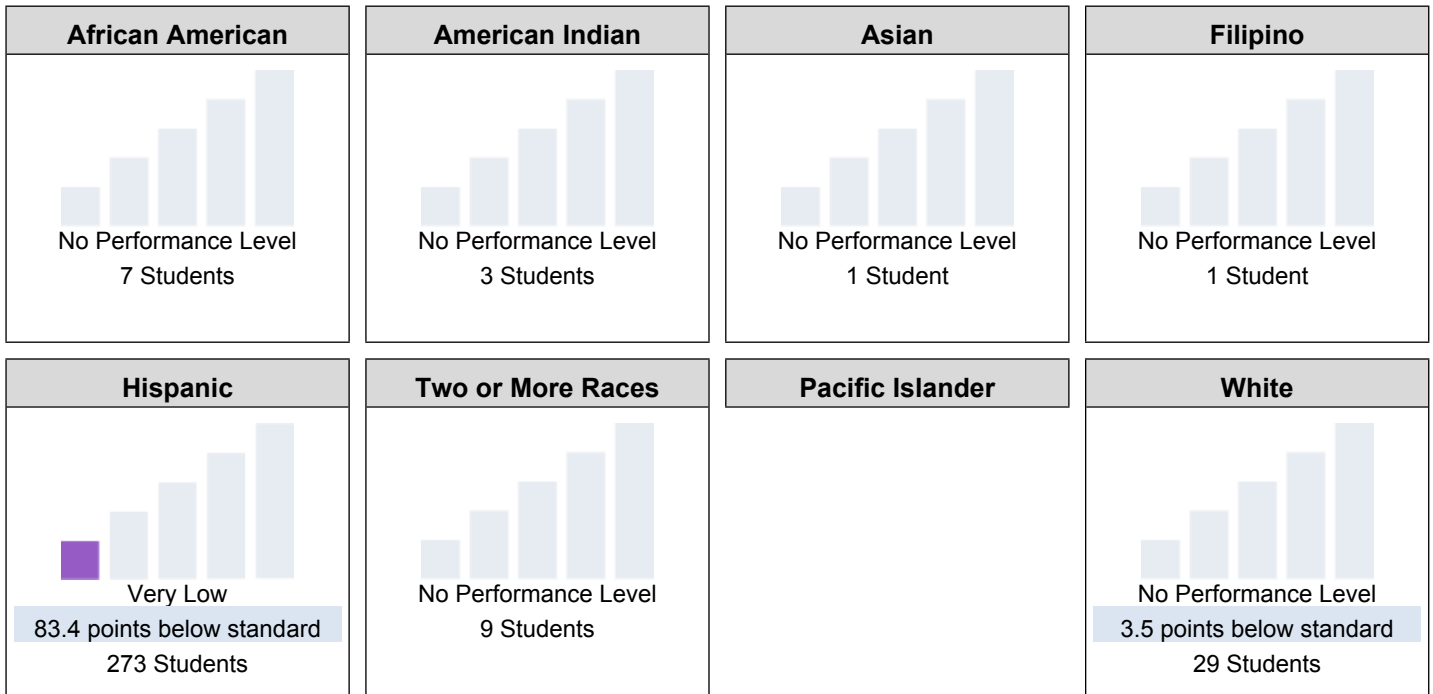 African American
No Performance Level
7 Students
American Indian
No Performance Level
3 Students
Asian
No Performance Level
1 Student
Filipino
No Performance Level
1 Student
Hispanic
Very Low
83.4 points below standard
273 Students
Two or More Races
No Performance Level
9 Students
Pacific Islander
White
No Performance Level
3.5 points below standard
29 Students